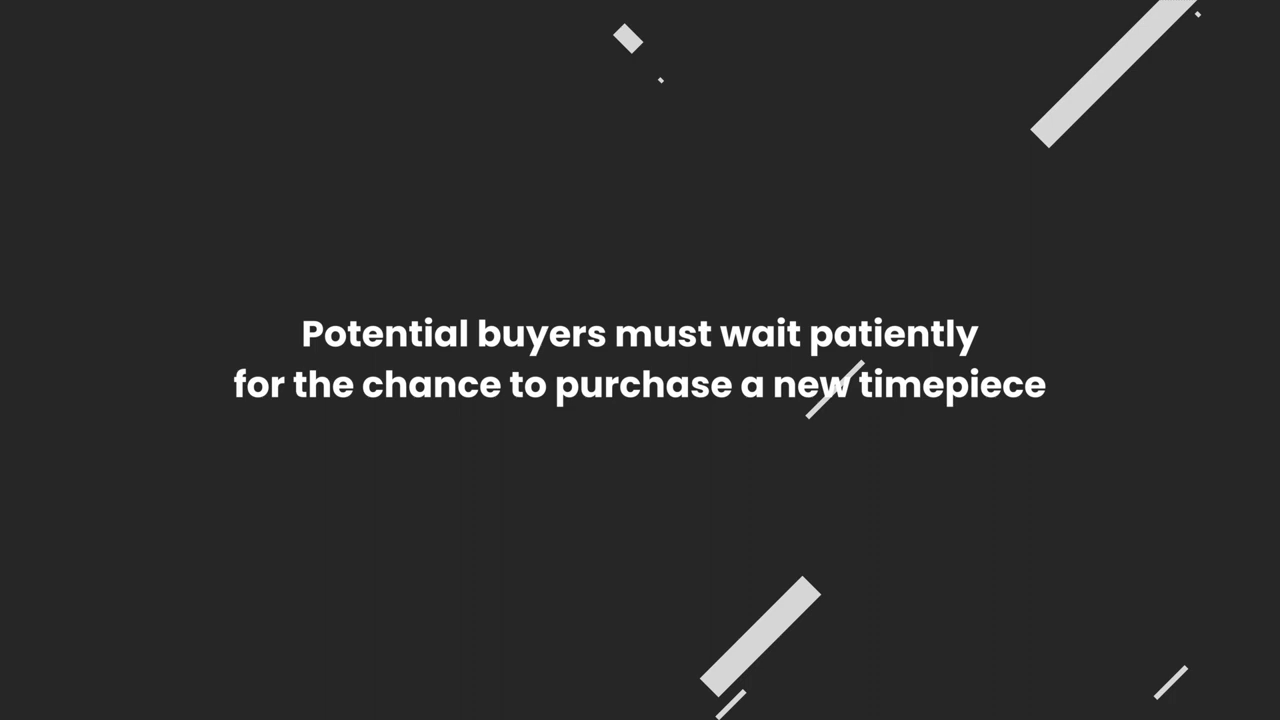 Potential buyers must wait patiently
for the chance to purchase a new timepiece